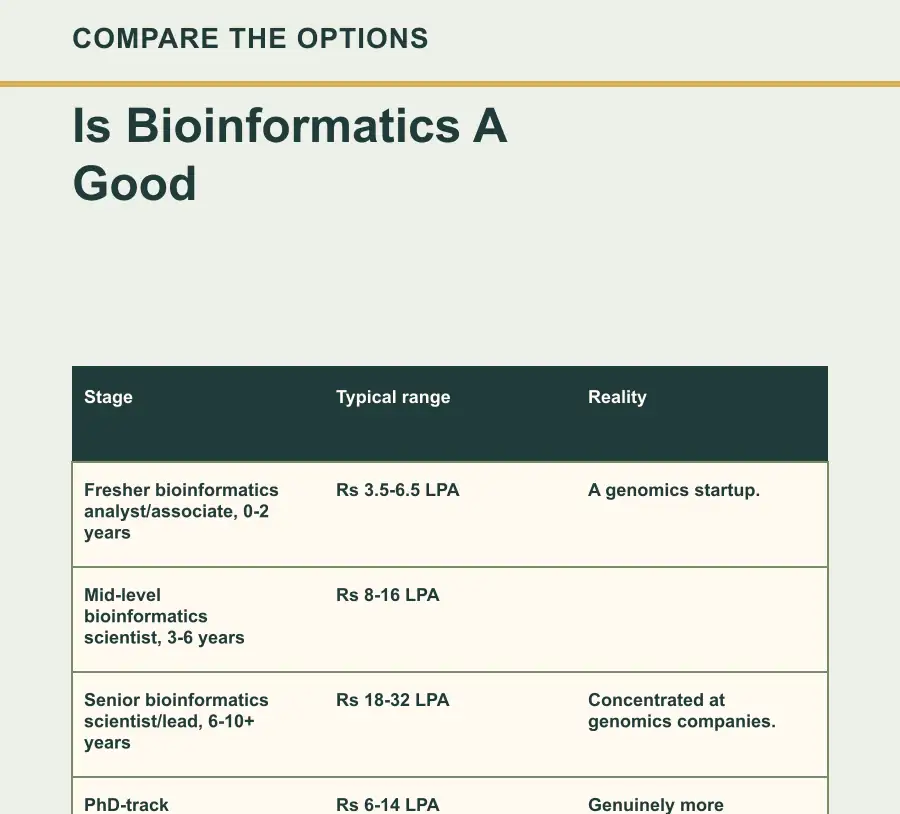 COMPARE THE OPTIONS
Is Bioinformatics A
Good
Stage
Typical range
Reality
Fresher bioinformatics
analyst/associate, 0-2
years
Rs 3.5-6.5 LPA
A genomics startup.
Mid-level
bioinformatics
scientist, 3-6 years
Rs 8-16 LPA
Senior bioinformatics
scientist/lead, 6-10+
years
Rs 18-32 LPA
Concentrated at
genomics companies.
PhD-track
Rs 6-14 LPA
Genuinely more